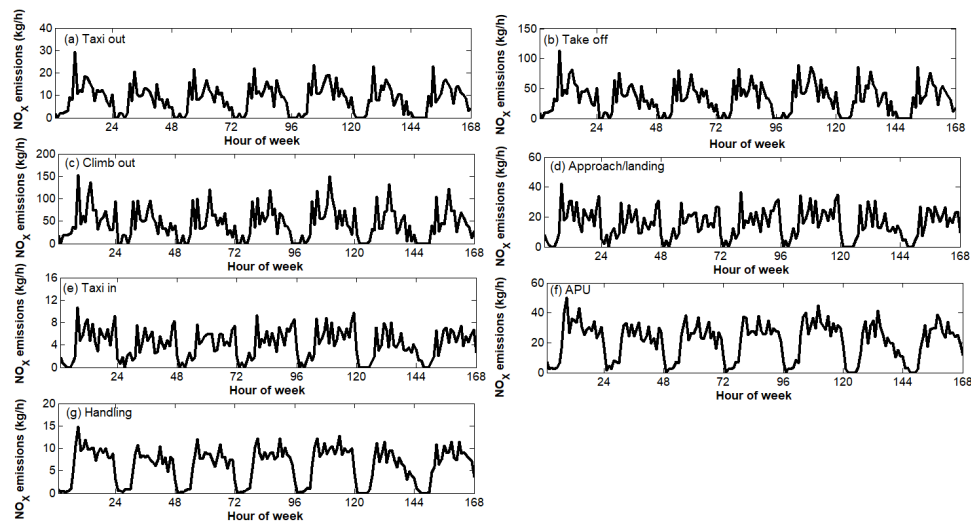 (a) Taxi out
NOX emissions (kg/h)
40
30
20
10
0
24 48 72 96 120 144 168
Hour of week
(b) Take off
NOX emissions (kg/h)
150
100
50
0
24 48 72 96 120 144 168
Hour of week
(c) Climb out
NOX emissions (kg/h)
200
150
100
50
0
24 48 72 96 120 144 168
Hour of week
(d) Approach/landing
NOX emissions (kg/h)
60
40
20
0
24 48 72 96 120 144 168
Hour of week
(e) Taxi in
NOX emissions (kg/h)
16
12
8
4
0
24 48 72 96 120 144 168
Hour of week
(f) APU
NOX emissions (kg/h)
60
40
20
0
24 48 72 96 120 144 168
Hour of week
(g) Handling
NOX emissions (kg/h)
20
15
10
5
0
24 48 72 96 120 144 168
Hour of week